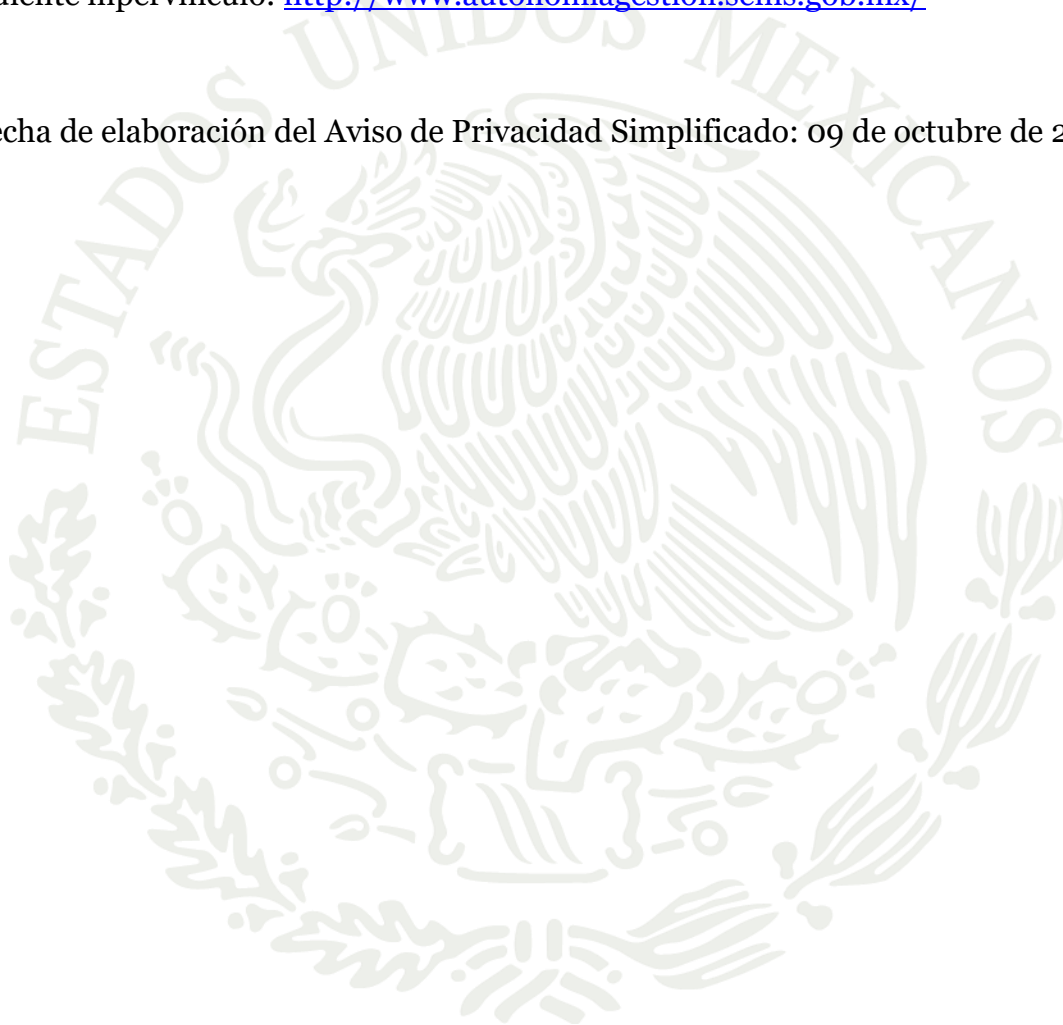 hipervínculo: http://www.autonomiagestion.sems.gob.mx/
echa de elaboración del Aviso de Privacidad Simplificado: 09 de octubre de 2
ESTADOS UNIDOS MEXICANOS